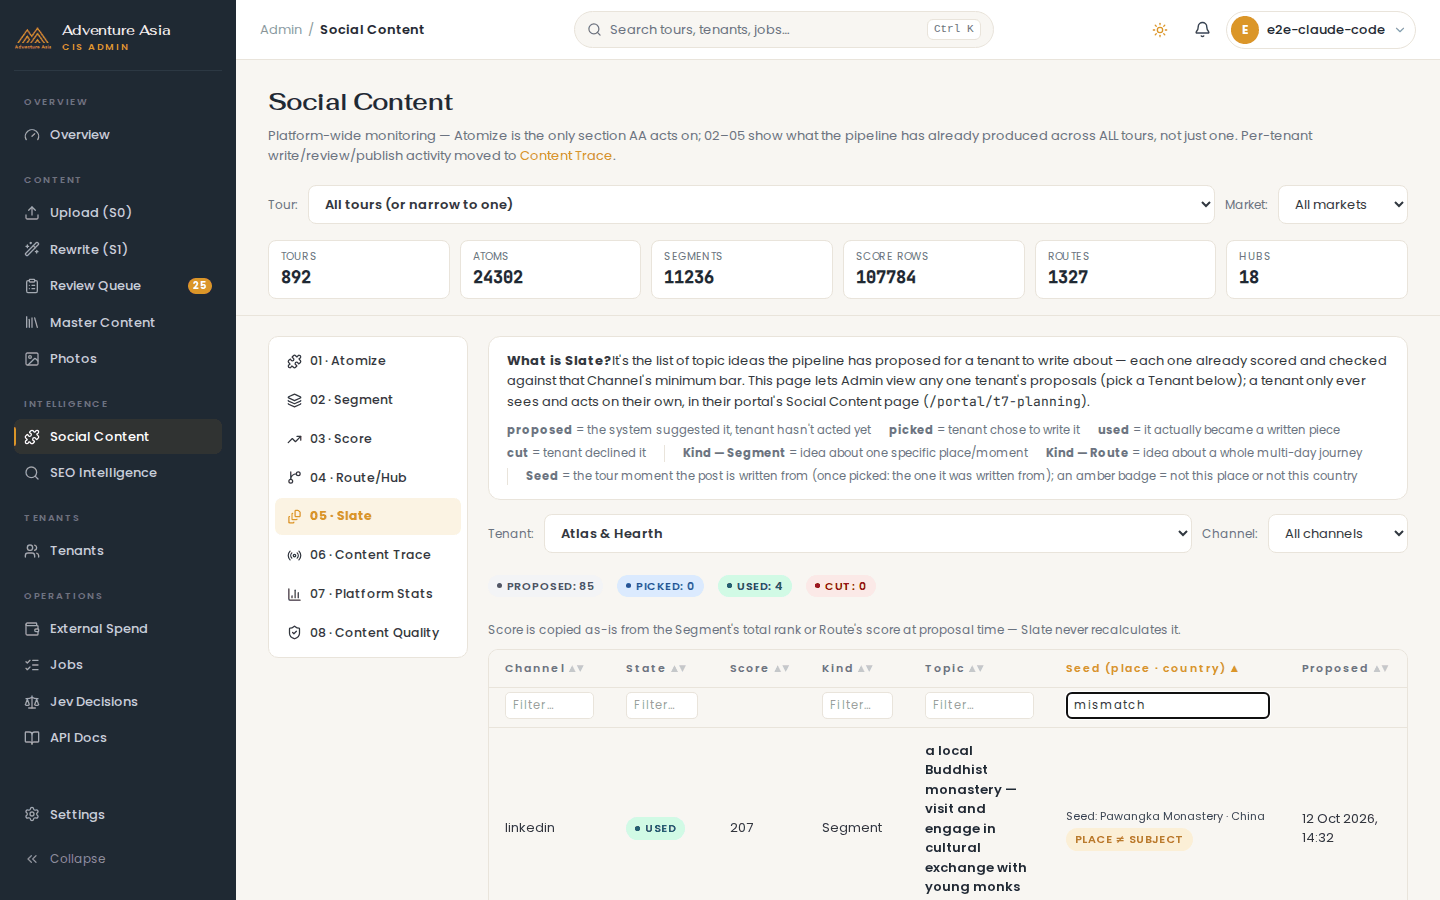 Adventure Asia
Adventure Asia
CIS ADMIN
Admin / Social Content
Search tours, tenants, jobs...
Ctrl K
E
e2e-claude-code
OVERVIEW
Overview
CONTENT
Upload (S0)
Rewrite (S1)
Review Queue
25
Master Content
Photos
INTELLIGENCE
Social Content
SEO Intelligence
TENANTS
Tenants
OPERATIONS
External Spend
Jobs
Jev Decisions
API Docs
Settings
Collapse
Social Content
Platform-wide monitoring — Atomize is the only section AA acts on; 02–05 show what the pipeline has already produced across ALL tours, not just one. Per-tenant
write/review/publish activity moved to Content Trace.
Tour:
All tours (or narrow to one)
Market:
All markets
TOURS
892
ATOMS
24302
SEGMENTS
11236
SCORE ROWS
107784
ROUTES
1327
HUBS
18
01 · Atomize
02 · Segment
03 · Score
04 · Route/Hub
05 · Slate
06 · Content Trace
07 · Platform Stats
08 · Content Quality
What is Slate?It's the list of topic ideas the pipeline has proposed for a tenant to write about — each one already scored and checked
against that Channel's minimum bar. This page lets Admin view any one tenant's proposals (pick a Tenant below); a tenant only ever
sees and acts on their own, in their portal's Social Content page (/portal/t7-planning).
proposed = the system suggested it, tenant hasn't acted yet picked = tenant chose to write it used = it actually became a written piece
cut = tenant declined it Kind — Segment = idea about one specific place/moment Kind — Route = idea about a whole multi-day journey
Seed = the tour moment the post is written from (once picked: the one it was written from); an amber badge = not this place or not this country
Tenant:
Atlas & Hearth
Channel:
All channels
PROPOSED: 85
PICKED: 0
USED: 4
CUT: 0
Score is copied as-is from the Segment's total rank or Route's score at proposal time — Slate never recalculates it.
Channel ▲▼ State ▲▼ Score ▲▼ Kind ▲▼ Topic ▲▼ Seed (place · country) ▲ Proposed ▲▼
Filter... Filter... Filter... Filter... mismatch
linkedin
USED
207
Segment
a local
Buddhist
monastery —
visit and
engage in
cultural
exchange with
young monks
Seed: Pawangka Monastery · China
PLACE ≠ SUBJECT
12 Oct 2026,
14:32